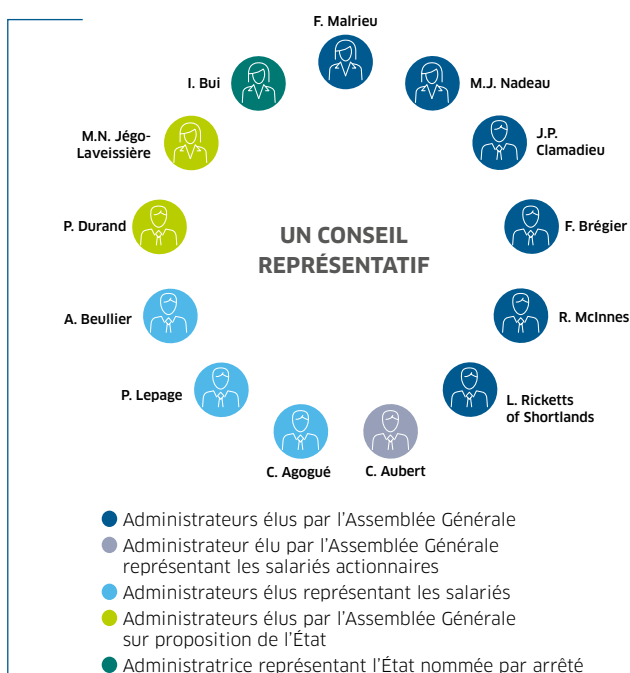 F. Malrieu
I. Bui
M.J. Nadeau
M.N. Jégo-
Laveissière
J.P.
Clamadieu
P. Durand
UN CONSEIL
REPRÉSENTATIF
F. Brégier
A. Beullier
R. McInnes
P. Lepage
L. Ricketts
of Shortlands
C. Agogué
C. Aubert
Administrateurs élus par l'Assemblée Générale
Administrateur élu par l'Assemblée Générale
représentant les salariés actionnaires
Administrateurs élus représentant les salariés
Administrateurs élus par l'Assemblée Générale
sur proposition de l'État
Administratrice représentant l'État nommée par arrêté